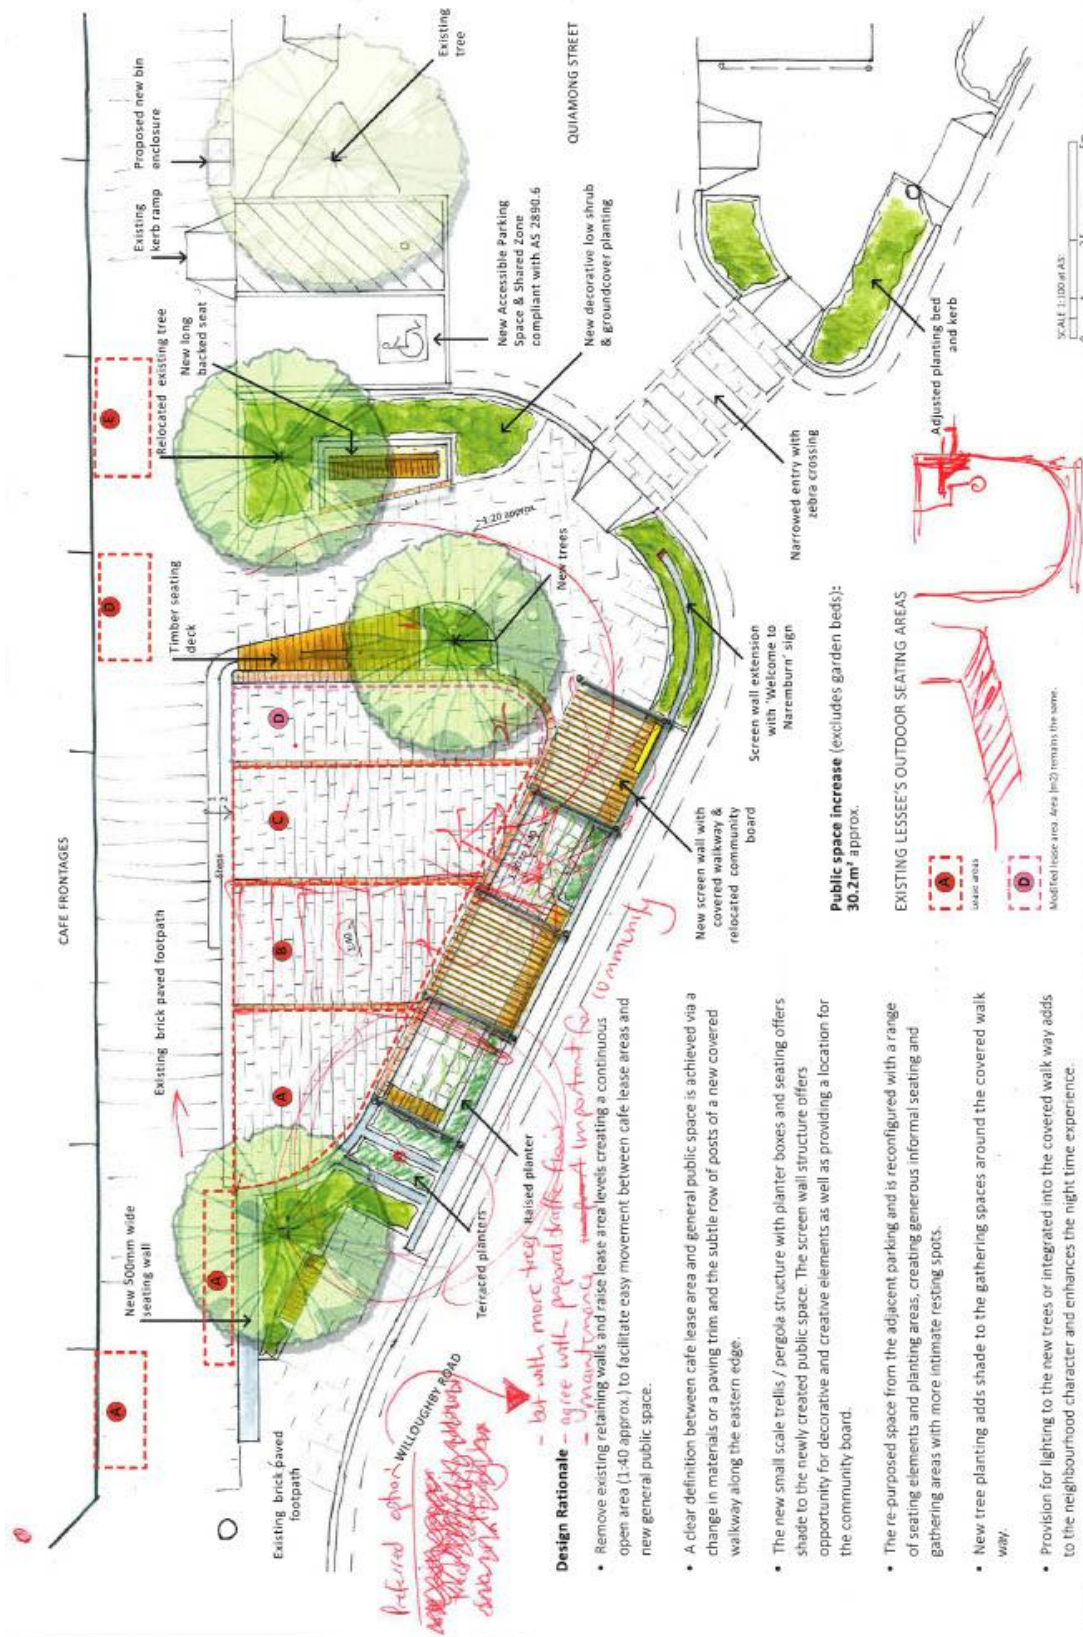 CAFE FRONTAGES
A
A
D
E
New 500mm wide
seating wall
Existing brick paved footpath
Timber seating
deck
Relocated existing tree
New long
backed seat
Existing
kerb ramp
Proposed new bin
enclosure
Existing
tree
Existing brick paved
footpath
Steps
A
B
C
D
1:40
1:20 approx.
New Accessible Parking
Space & Shared Zone
compliant with AS 2890.6
QUIAMONG STREET
New decorative low shrub
& groundcover planting
New trees
Terraced planters
Raised planter
WILLOUGHBY ROAD
New screen wall with
covered walkway &
relocated community
board
Screen wall extension
with 'Welcome to
Naremburn' sign
Narrowed entry with
zebra crossing
Adjusted planting bed
and kerb
Preferred option
- but with more trees
- agree with
- maintenance
Important for community
Design Rationale
• Remove existing retaining walls and raise lease area levels creating a continuous
open area (1:40 approx.) to facilitate easy movement between cafe lease areas and
new general public space.
• A clear definition between cafe lease area and general public space is achieved via a
change in materials or a paving trim and the subtle row of posts of a new covered
walkway along the eastern edge.
• The new small scale trellis / pergola structure with planter boxes and seating offers
shade to the newly created public space. The screen wall structure offers
opportunity for decorative and creative elements as well as providing a location for
the community board.
• The re-purposed space from the adjacent parking and is reconfigured with a range
of seating elements and planting areas, creating generous informal seating and
gathering areas with more intimate resting spots.
• New tree planting adds shade to the gathering spaces around the covered walk
way.
• Provision for lighting to the new trees or integrated into the covered walk way adds
to the neighbourhood character and enhances the night time experience.
Public space increase (excludes garden beds):
30.2m² approx.
EXISTING LESSEE'S OUTDOOR SEATING AREAS
A
Lease areas
D
Modified lease area. Area (m2) remains the same.
SCALE 1:100 at A3: